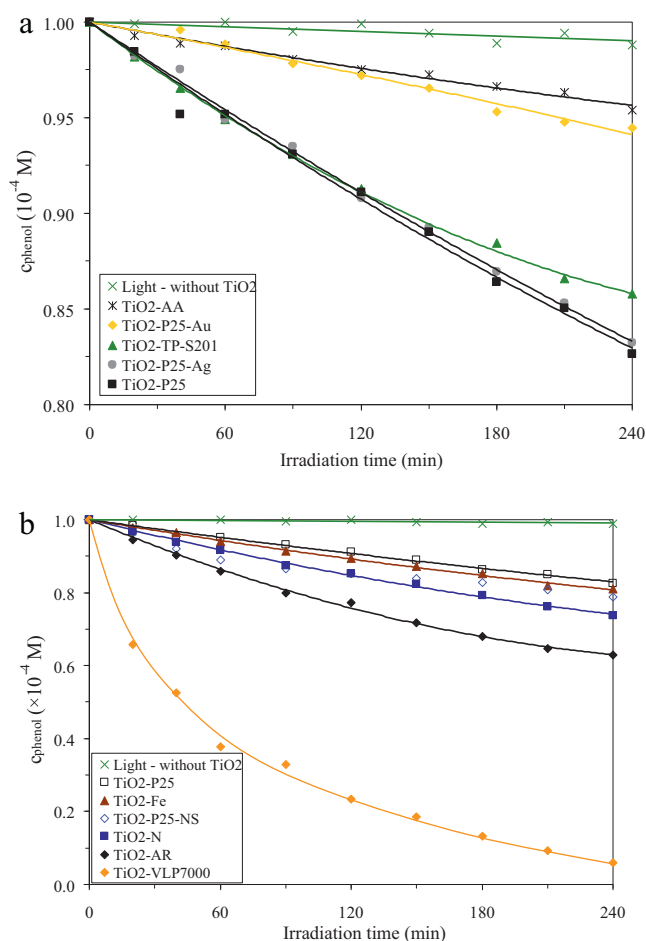 a
1.00
0.95
0.90
0.85
0.80
c phenol (10⁻⁴ M)
Light - without TiO2
TiO2-AA
TiO2-P25-Au
TiO2-TP-S201
TiO2-P25-Ag
TiO2-P25
0 60 120 180 240
Irradiation time (min)
b
1.0
0.8
0.6
0.4
0.2
0.0
c phenol (×10⁻⁴ M)
Light - without TiO2
TiO2-P25
TiO2-Fe
TiO2-P25-NS
TiO2-N
TiO2-AR
TiO2-VLP7000
0 60 120 180 240
Irradiation time (min)